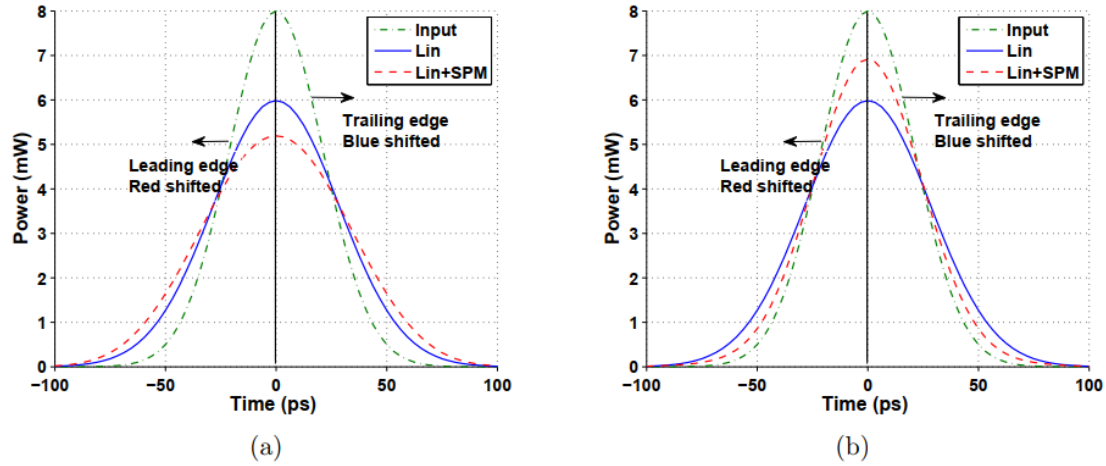 8
7
6
5
4
3
2
1
0
Power (mW)
Input
Lin
Lin+SPM
Trailing edge
Blue shifted
Leading edge
Red shifted
−100
−50
0
50
100
Time (ps)
(a)
8
7
6
5
4
3
2
1
0
Power (mW)
Input
Lin
Lin+SPM
Trailing edge
Blue shifted
Leading edge
Red shifted
−100
−50
0
50
100
Time (ps)
(b)